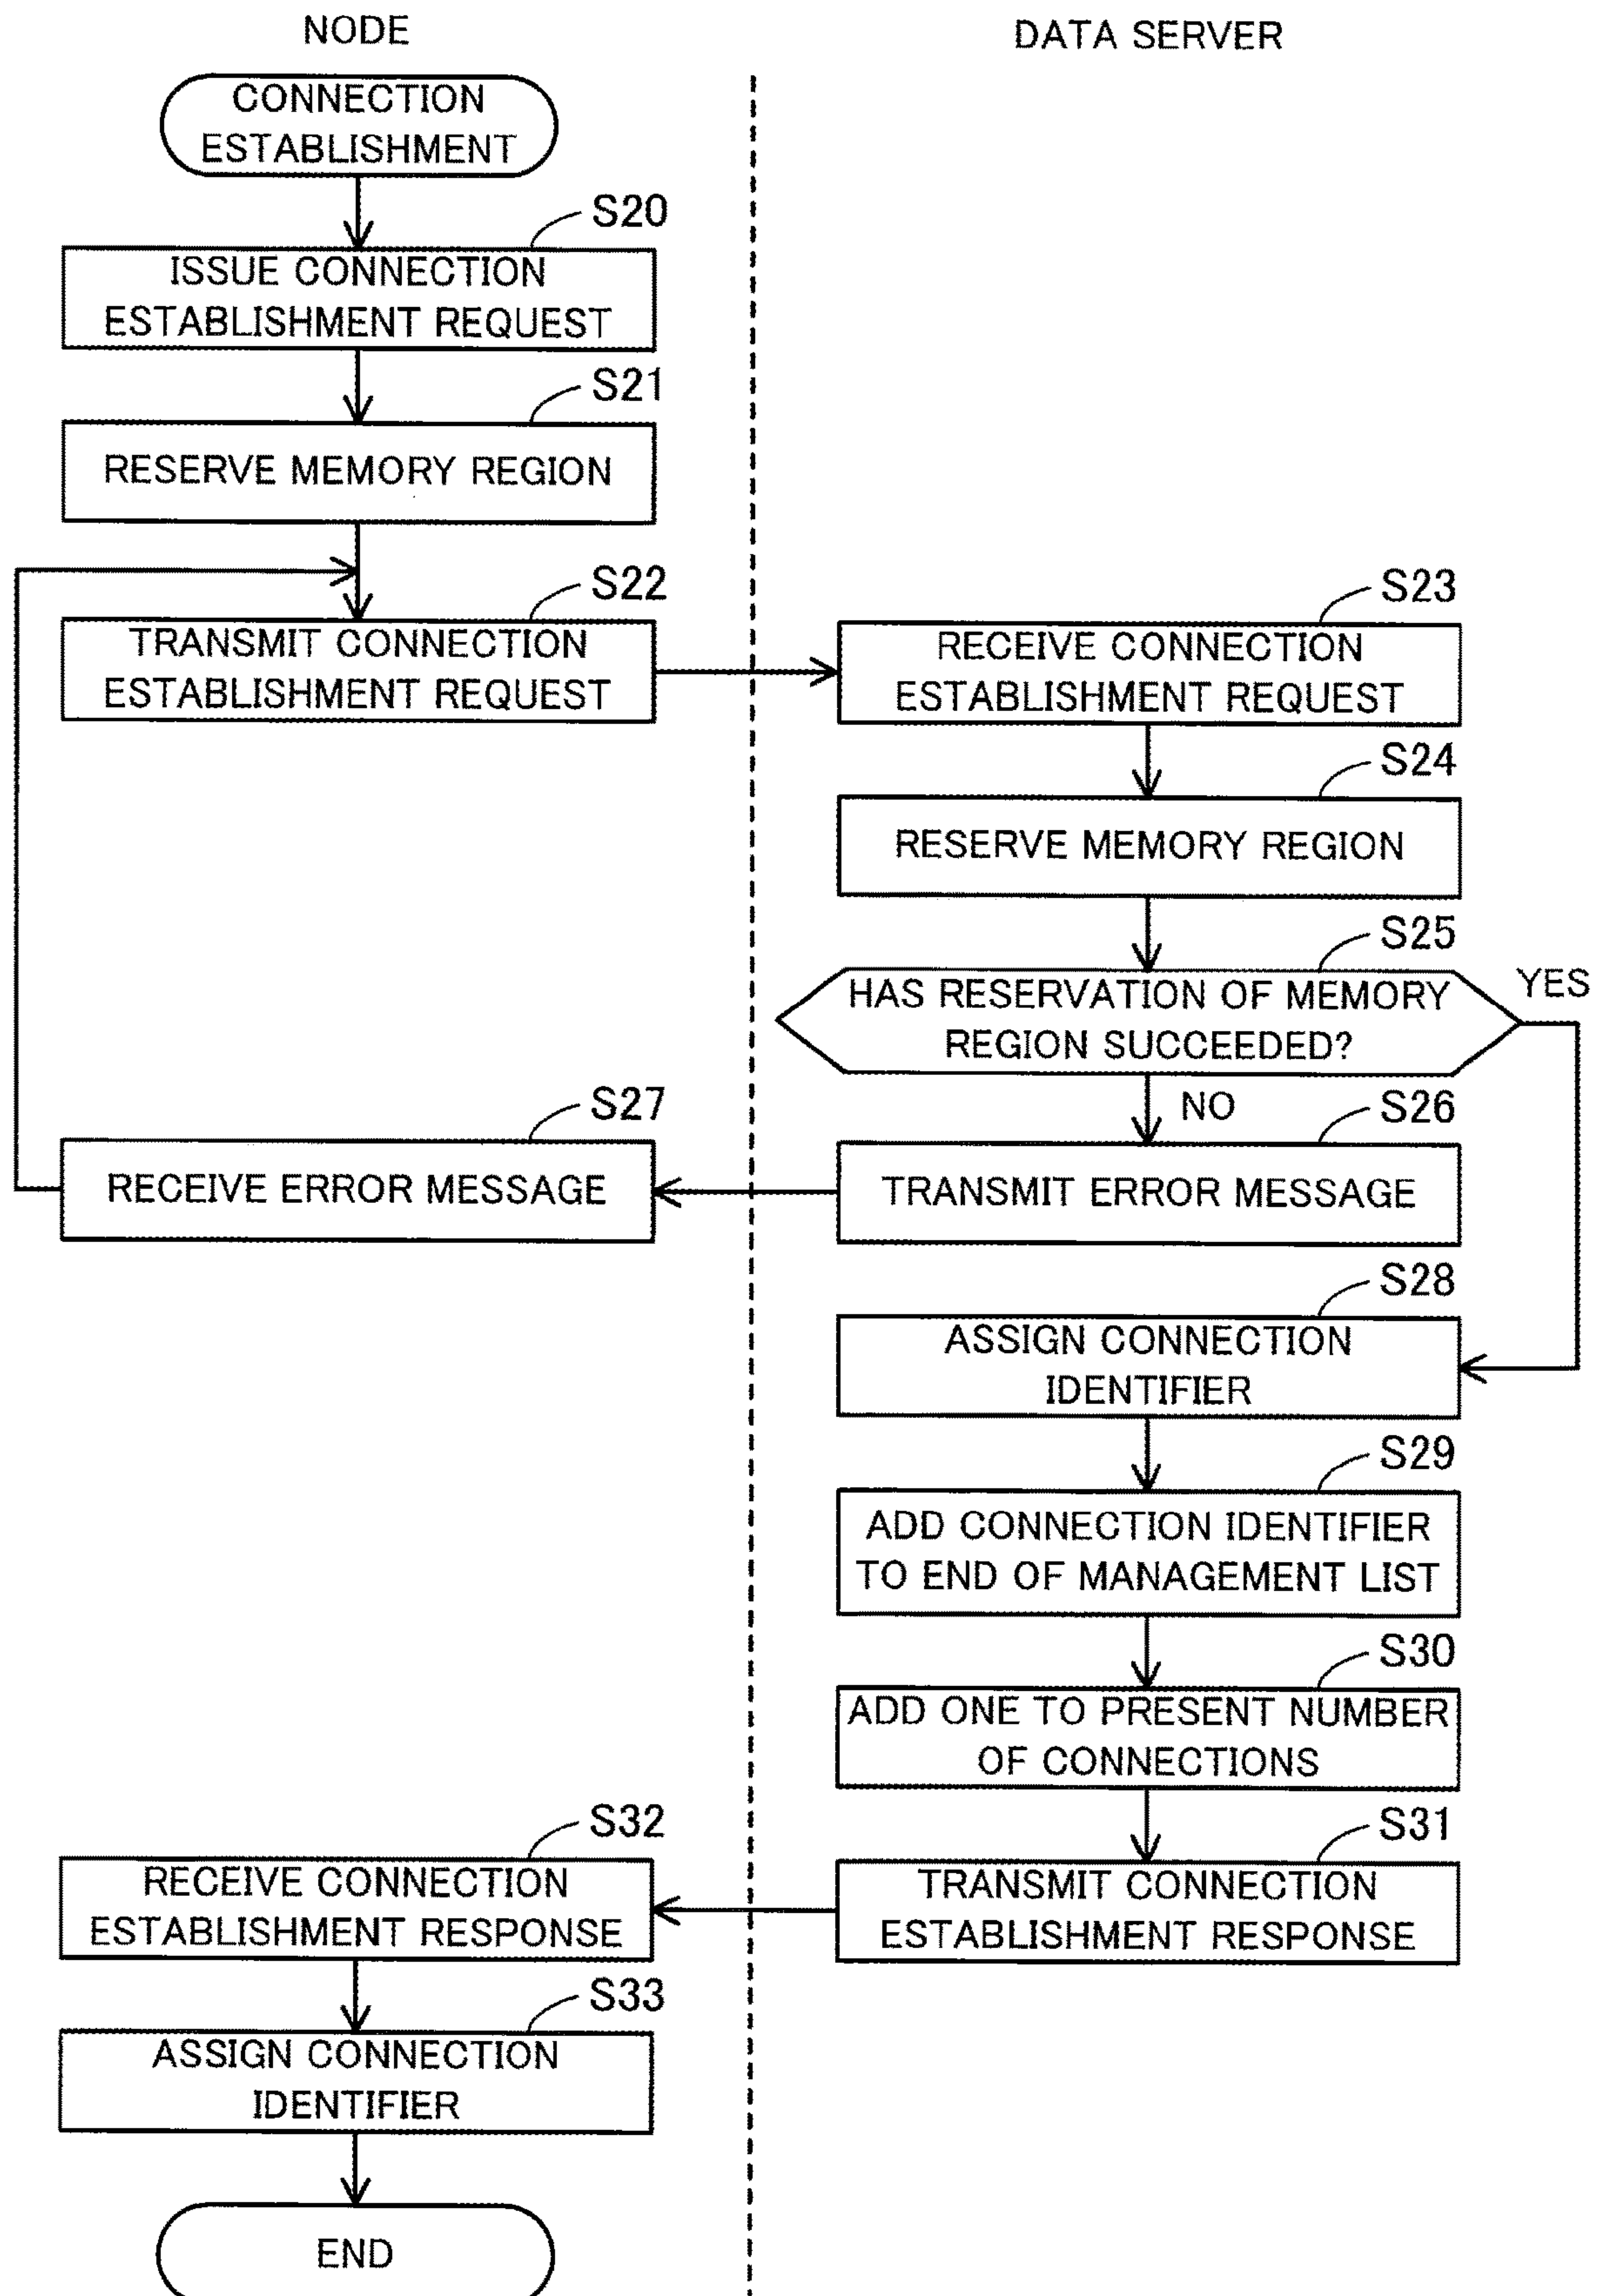 NODE
DATA SERVER
CONNECTION
ESTABLISHMENT
S20
ISSUE CONNECTION
ESTABLISHMENT REQUEST
S21
RESERVE MEMORY REGION
S22
TRANSMIT CONNECTION
ESTABLISHMENT REQUEST
S23
RECEIVE CONNECTION
ESTABLISHMENT REQUEST
S24
RESERVE MEMORY REGION
S25
HAS RESERVATION OF MEMORY
REGION SUCCEEDED?
YES
NO
S26
TRANSMIT ERROR MESSAGE
S27
RECEIVE ERROR MESSAGE
S28
ASSIGN CONNECTION
IDENTIFIER
S29
ADD CONNECTION IDENTIFIER
TO END OF MANAGEMENT LIST
S30
ADD ONE TO PRESENT NUMBER
OF CONNECTIONS
S31
TRANSMIT CONNECTION
ESTABLISHMENT RESPONSE
S32
RECEIVE CONNECTION
ESTABLISHMENT RESPONSE
S33
ASSIGN CONNECTION
IDENTIFIER
END